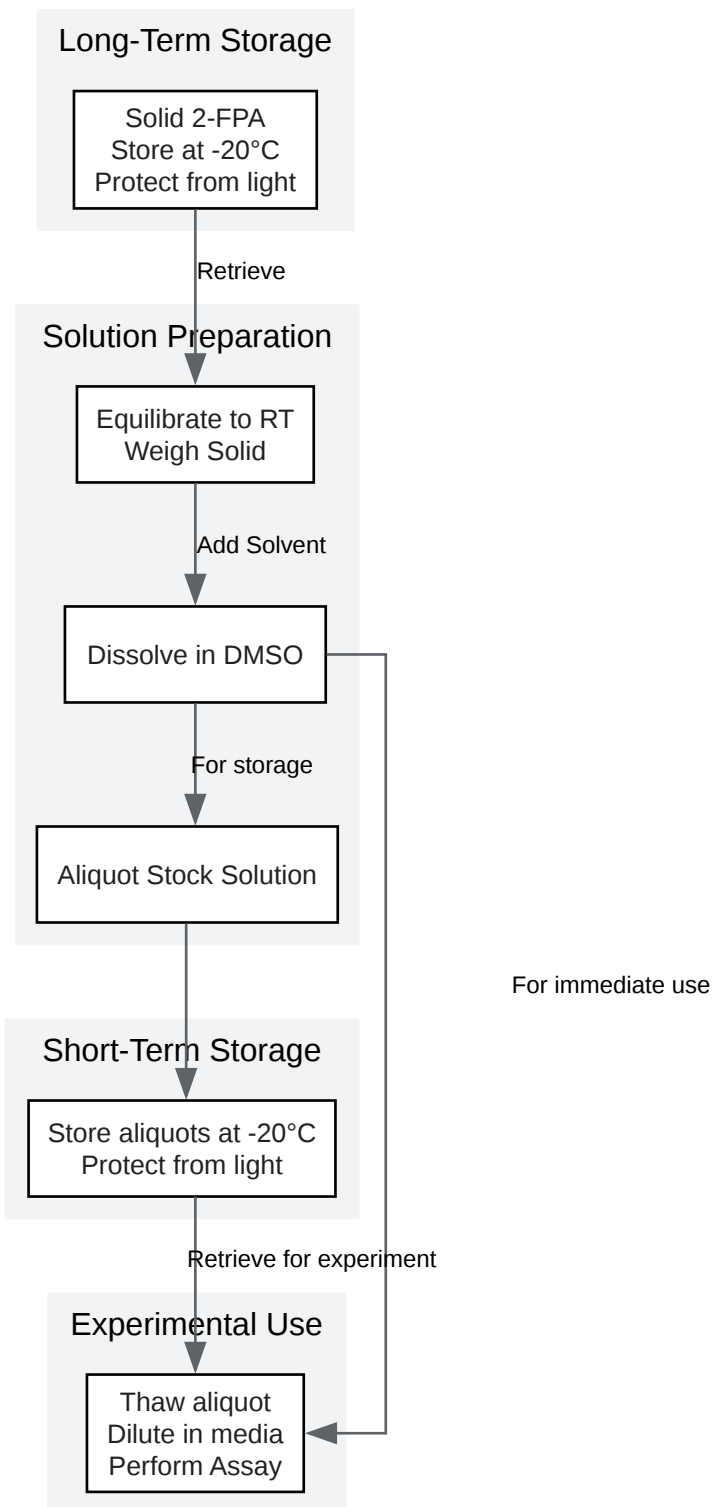 Long-Term Storage
Solid 2-FPA
Store at -20°C
Protect from light
Retrieve
Solution Preparation
Equilibrate to RT
Weigh Solid
Add Solvent
Dissolve in DMSO
For storage
Aliquot Stock Solution
For immediate use
Short-Term Storage
Store aliquots at -20°C
Protect from light
Retrieve for experiment
Experimental Use
Thaw aliquot
Dilute in media
Perform Assay